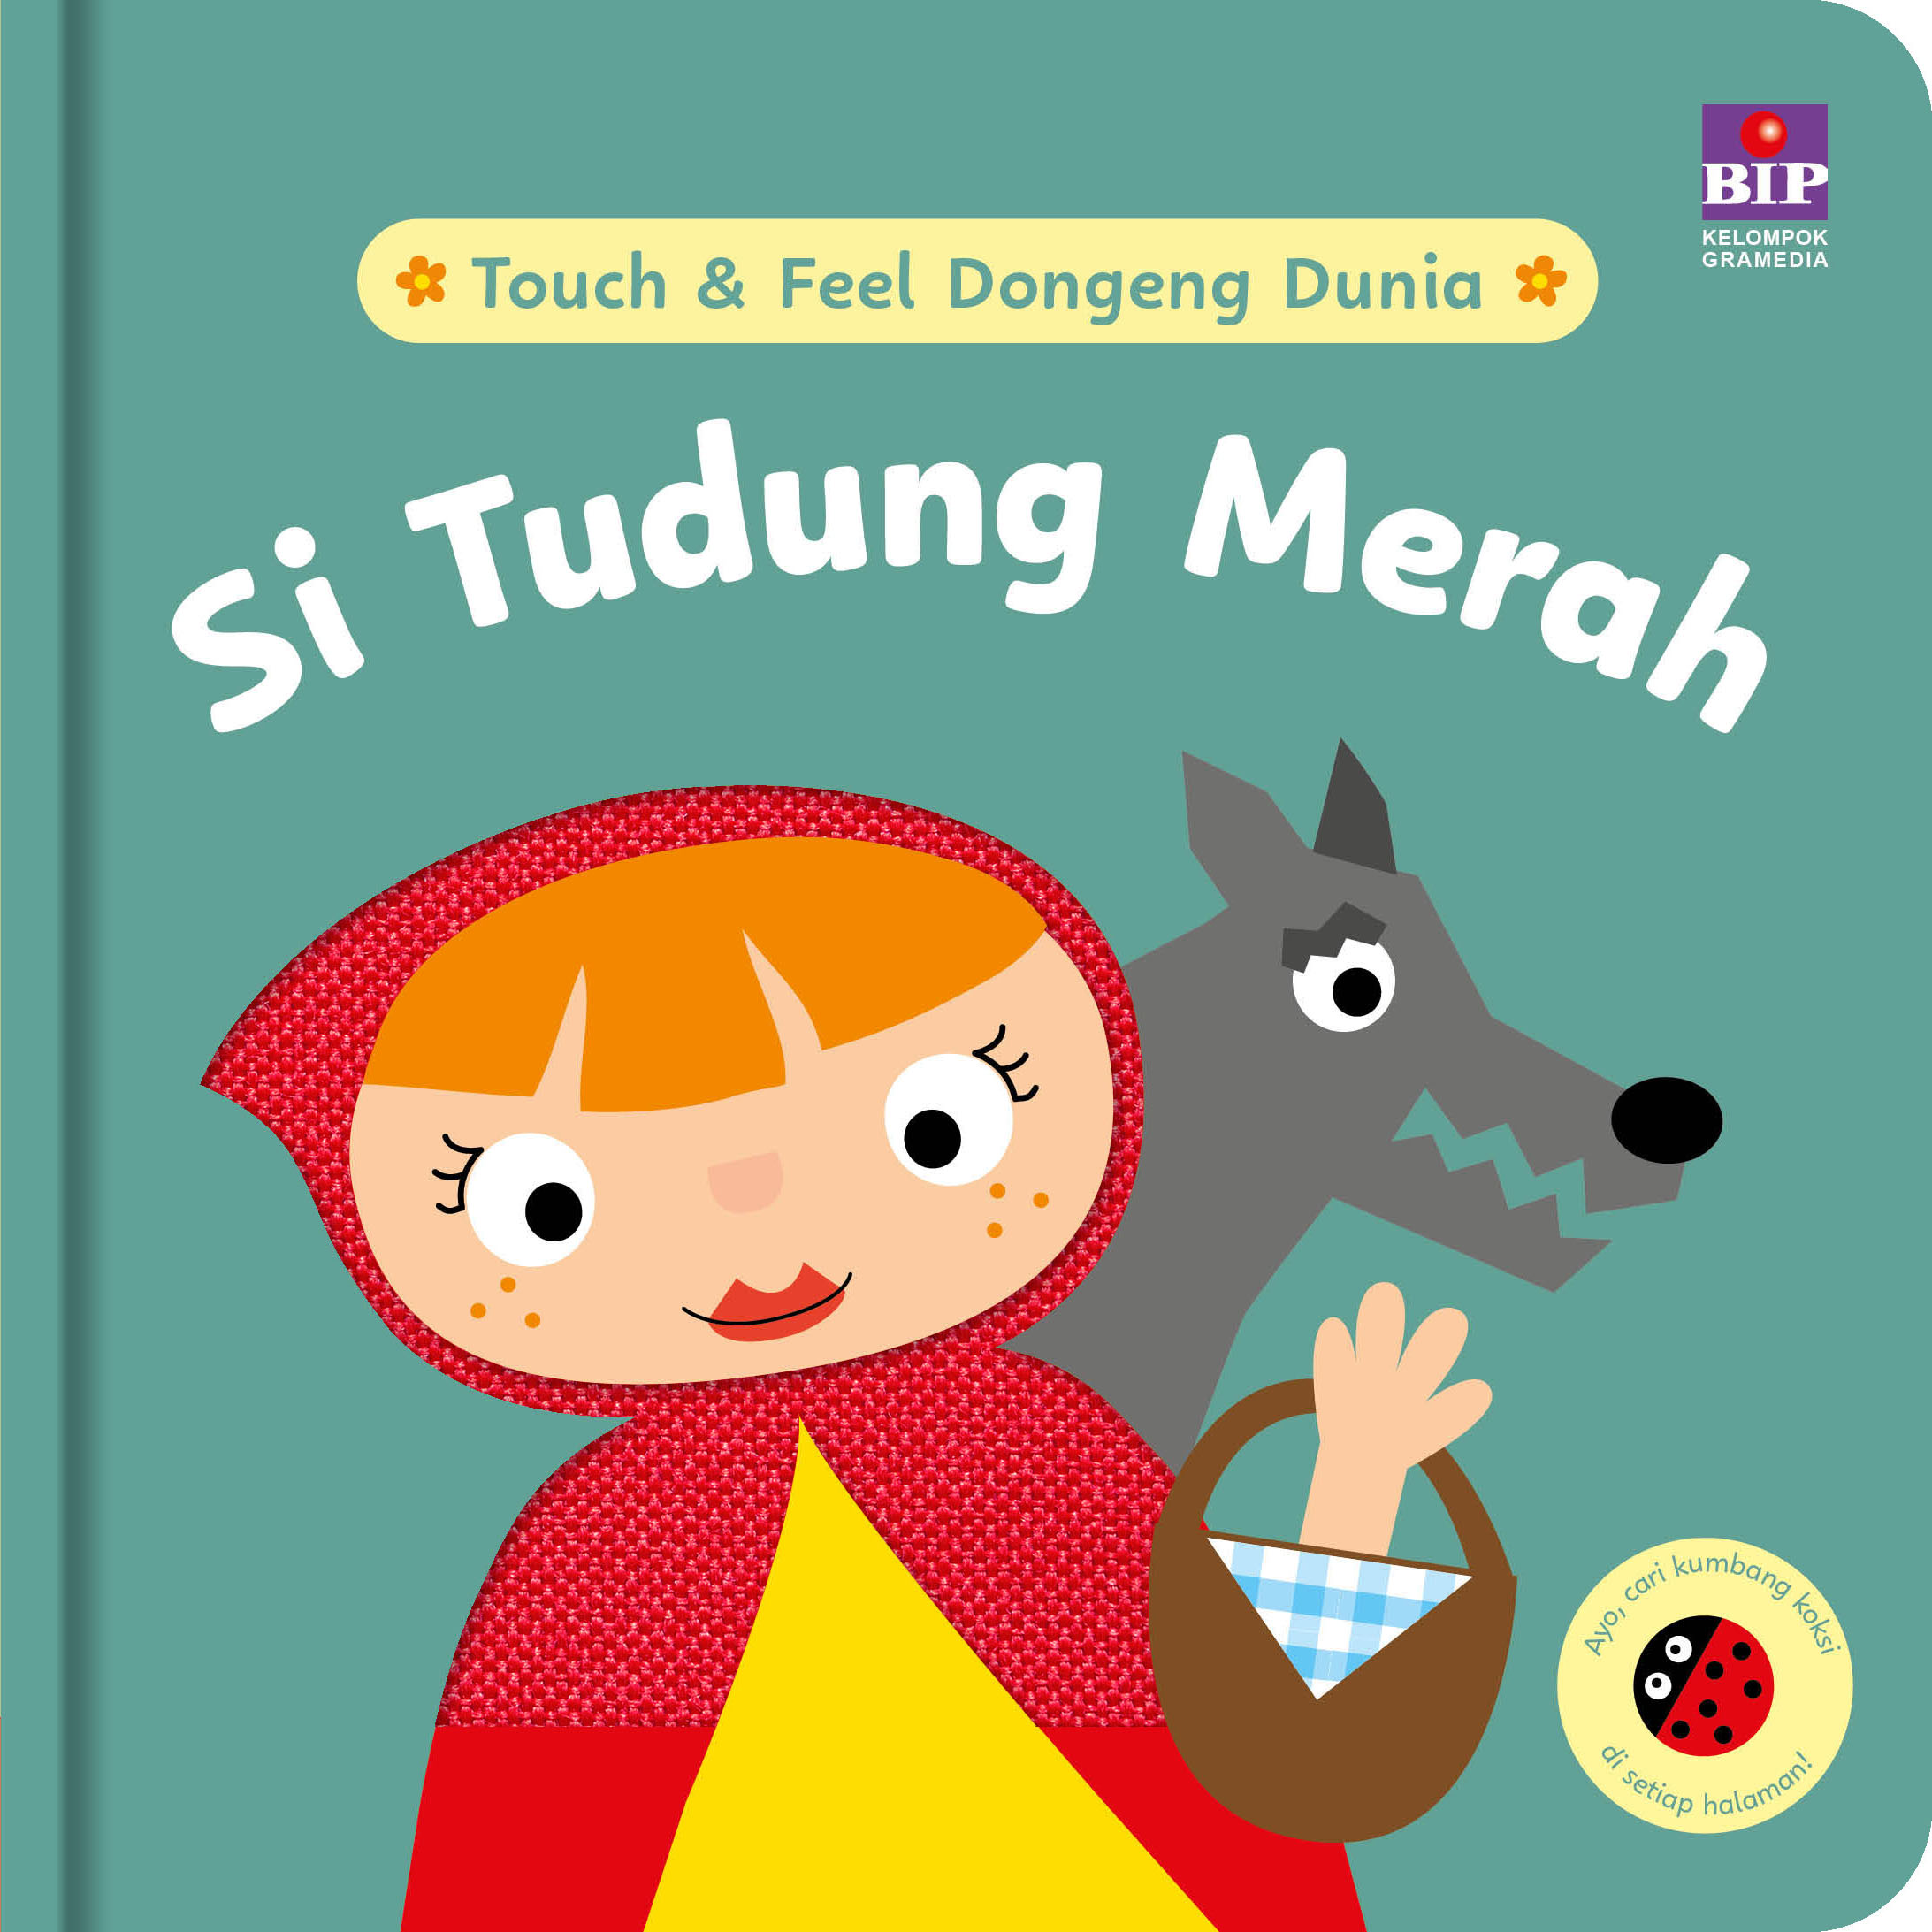 BIP
KELOMPOK
GRAMEDIA
Touch & Feel Dongeng Dunia
Si Tudung Merah
Ayo, cari kumbang koksi
di setiap halaman!